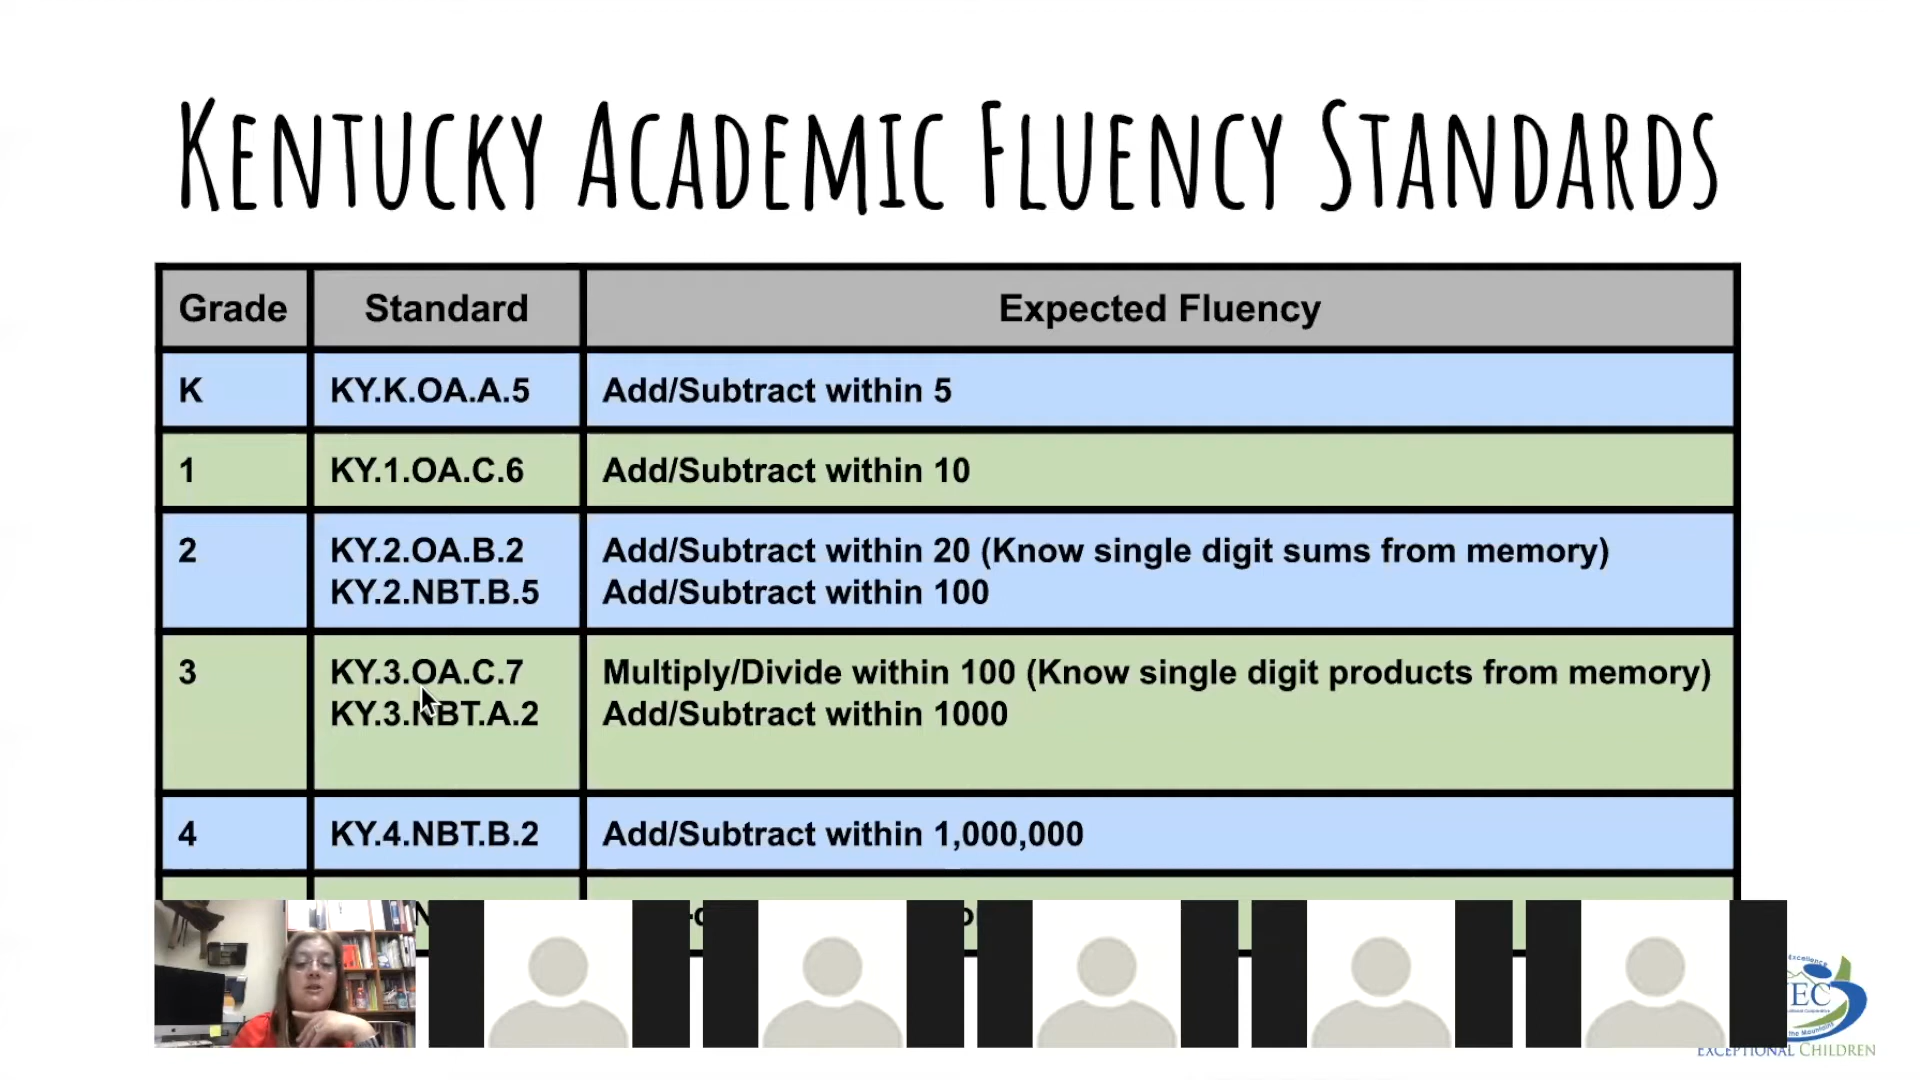 KENTUCKY ACADEMIC FLUENCY STANDARDS
Grade Standard Expected Fluency
K KY.K.OA.A.5 Add/Subtract within 5
1 KY.1.OA.C.6 Add/Subtract within 10
2 KY.2.OA.B.2 Add/Subtract within 20 (Know single digit sums from memory)
KY.2.NBT.B.5 Add/Subtract within 100
3 KY.3.OA.C.7 Multiply/Divide within 100 (Know single digit products from memory)
KY.3.NBT.A.2 Add/Subtract within 1000
4 KY.4.NBT.B.2 Add/Subtract within 1,000,000
Excellence
EC
the Mountains
EXCEPTIONAL CHILDREN